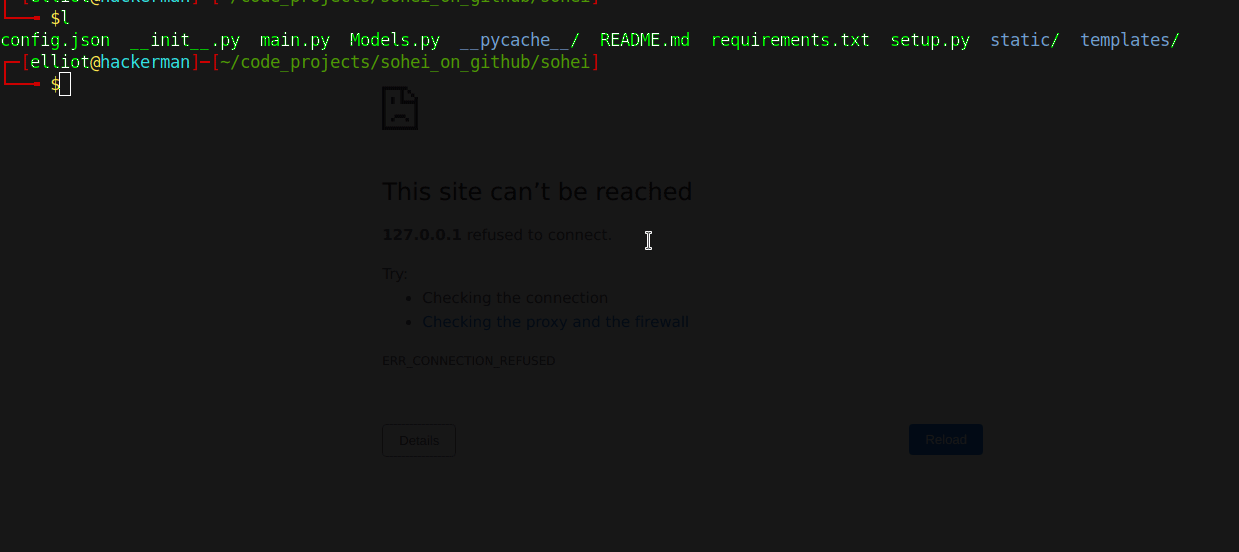 [elliot@hackerman]-[~/code_projects/sohei_on_github/sohei]
$l
config.json __init__.py main.py Models.py __pycache__/ README.md requirements.txt setup.py static/ templates/
[elliot@hackerman]-[~/code_projects/sohei_on_github/sohei]
$
This site can’t be reached
127.0.0.1 refused to connect.
Try:
• Checking the connection
• Checking the proxy and the firewall
ERR_CONNECTION_REFUSED
Details
Reload